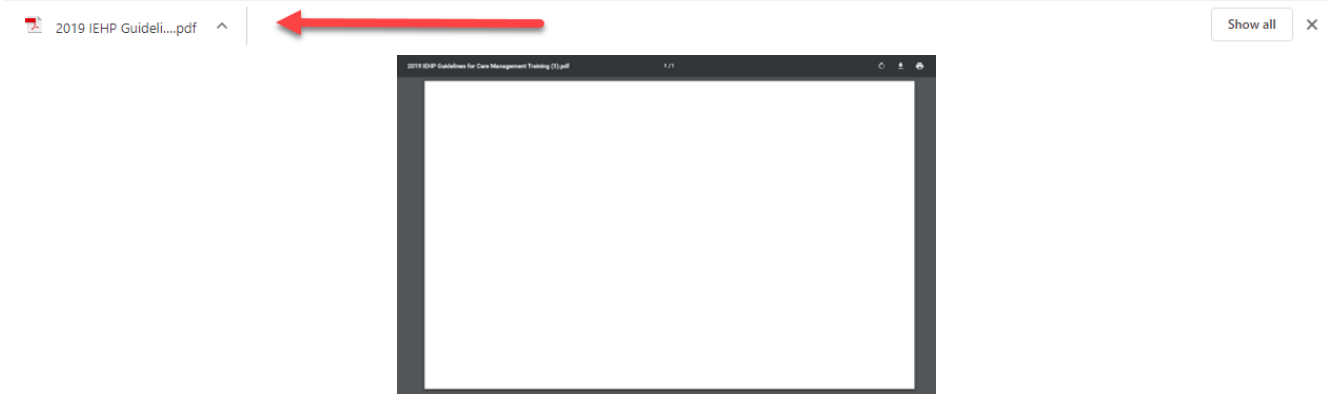 2019 IEHP Guideli....pdf
Show all
2019 IEHP Guidelines for Care Management Training (1).pdf
1 / 1